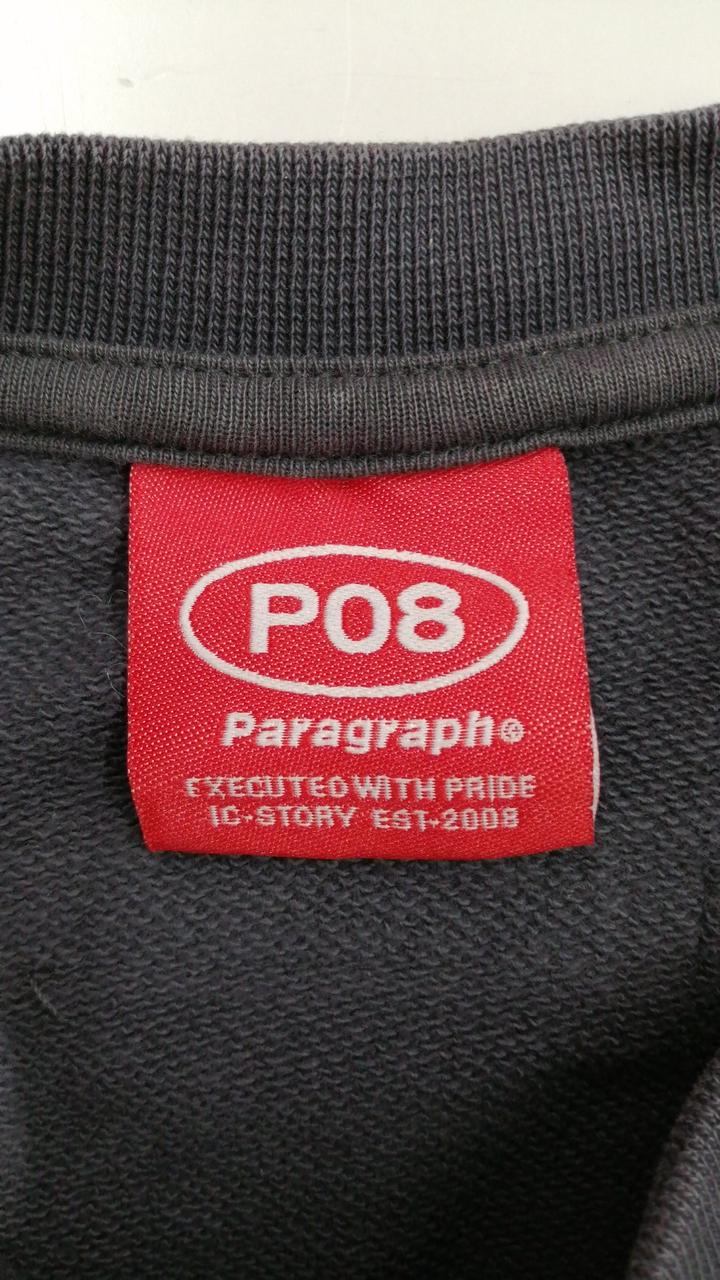 P08
Paragraph©
EXECUTED WITH PRIDE
IC-STORY EST-2008